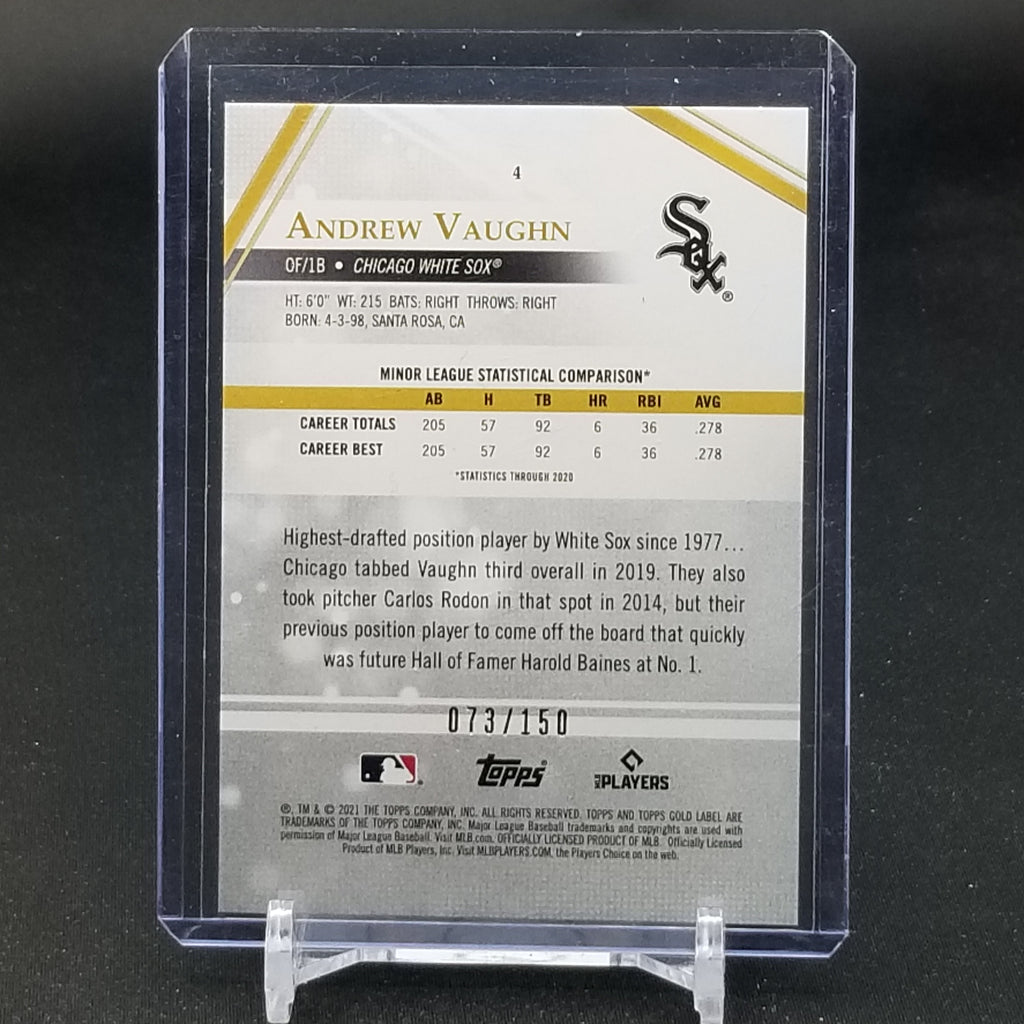 4
ANDREW VAUGHN
Sox®
OF/1B • CHICAGO WHITE SOX®
HT: 6'0" WT: 215 BATS: RIGHT THROWS: RIGHT
BORN: 4-3-98, SANTA ROSA, CA
MINOR LEAGUE STATISTICAL COMPARISON*
AB H TB HR RBI AVG
CAREER TOTALS 205 57 92 6 36 .278
CAREER BEST 205 57 92 6 36 .278
*STATISTICS THROUGH 2020
Highest-drafted position player by White Sox since 1977...
Chicago tabbed Vaughn third overall in 2019. They also
took pitcher Carlos Rodon in that spot in 2014, but their
previous position player to come off the board that quickly
was future Hall of Famer Harold Baines at No. 1.
073/150
topps® MLB PLAYERS
®, TM & © 2021 THE TOPPS COMPANY, INC. ALL RIGHTS RESERVED. TOPPS AND TOPPS GOLD LABEL ARE
TRADEMARKS OF THE TOPPS COMPANY, INC. Major League Baseball trademarks and copyrights are used with
permission of Major League Baseball. Visit MLB.com. OFFICIALLY LICENSED PRODUCT OF MLB. Officially Licensed
Product of MLB Players, Inc. Visit MLBPLAYERS.COM, the Players Choice on the web.